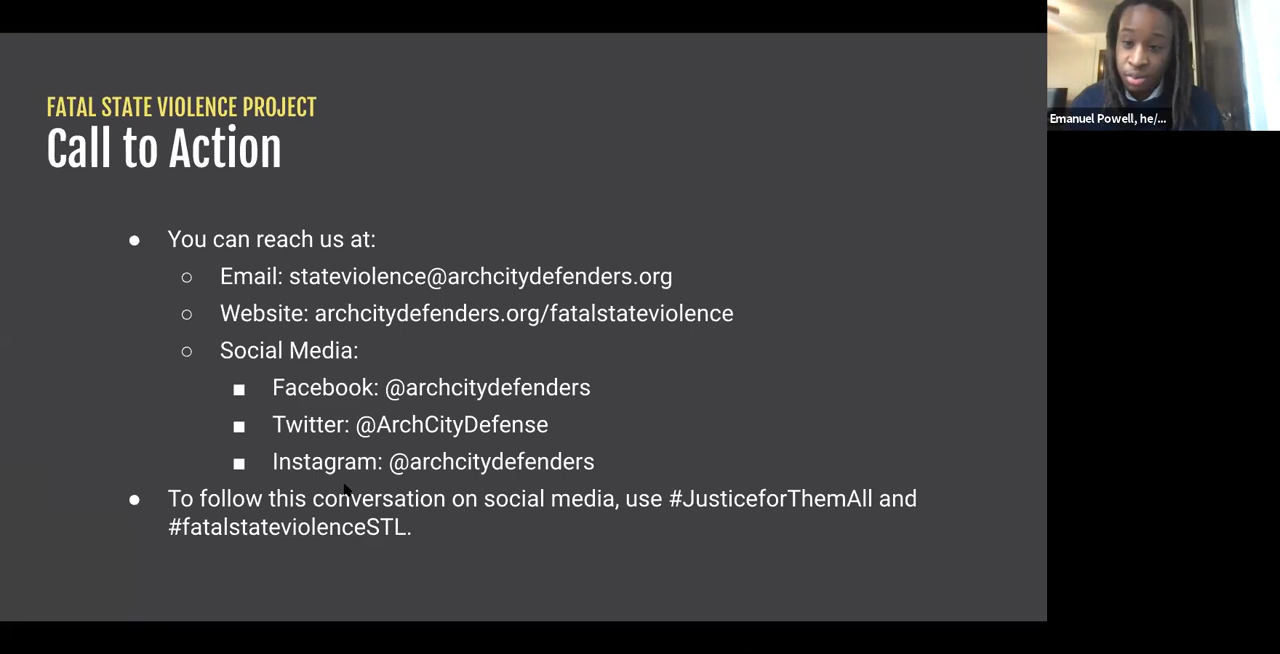 FATAL STATE VIOLENCE PROJECT
Call to Action
● You can reach us at:
○ Email: stateviolence@archcitydefenders.org
○ Website: archcitydefenders.org/fatalstateviolence
○ Social Media:
■ Facebook: @archcitydefenders
■ Twitter: @ArchCityDefense
■ Instagram: @archcitydefenders
● To follow this conversation on social media, use #JusticeforThemAll and
#fatalstateviolenceSTL.
Emanuel Powell, he/...